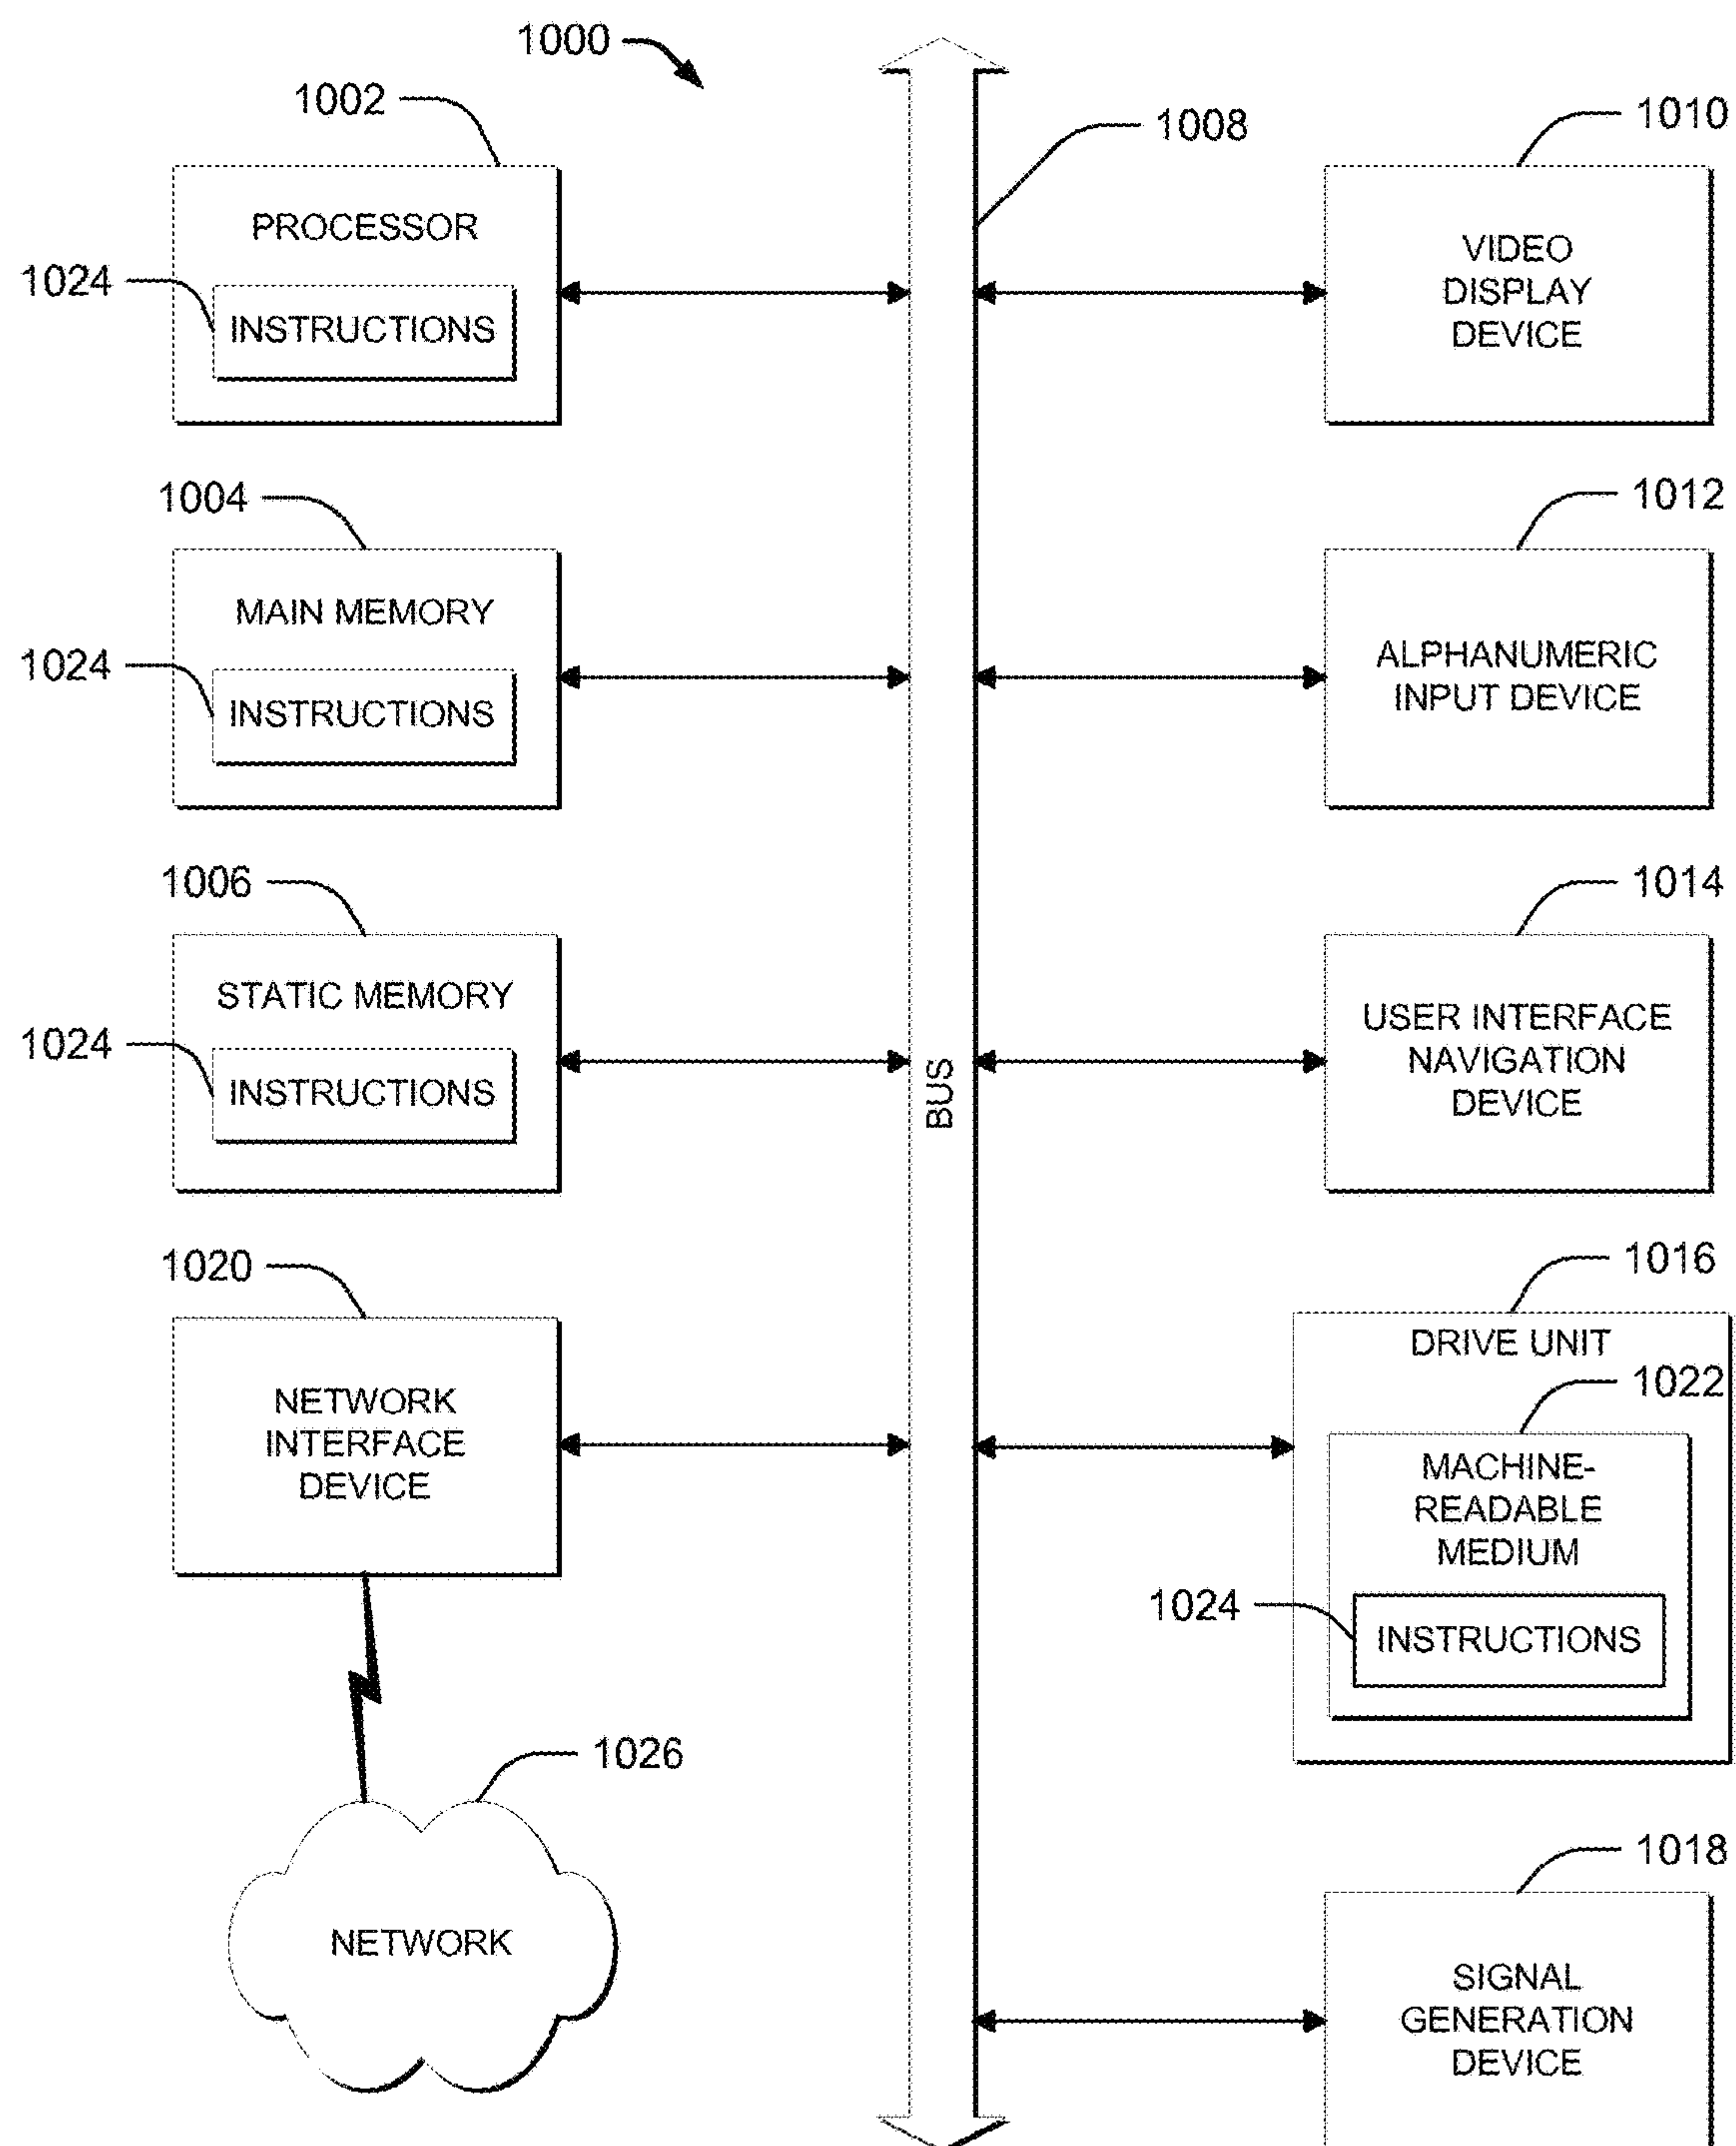 1000
1002
PROCESSOR
1024
INSTRUCTIONS
1004
MAIN MEMORY
1024
INSTRUCTIONS
1006
STATIC MEMORY
1024
INSTRUCTIONS
1020
NETWORK
INTERFACE
DEVICE
1026
NETWORK
1008
BUS
1010
VIDEO
DISPLAY
DEVICE
1012
ALPHANUMERIC
INPUT DEVICE
1014
USER INTERFACE
NAVIGATION
DEVICE
1016
DRIVE UNIT
1022
MACHINE-
READABLE
MEDIUM
1024
INSTRUCTIONS
1018
SIGNAL
GENERATION
DEVICE